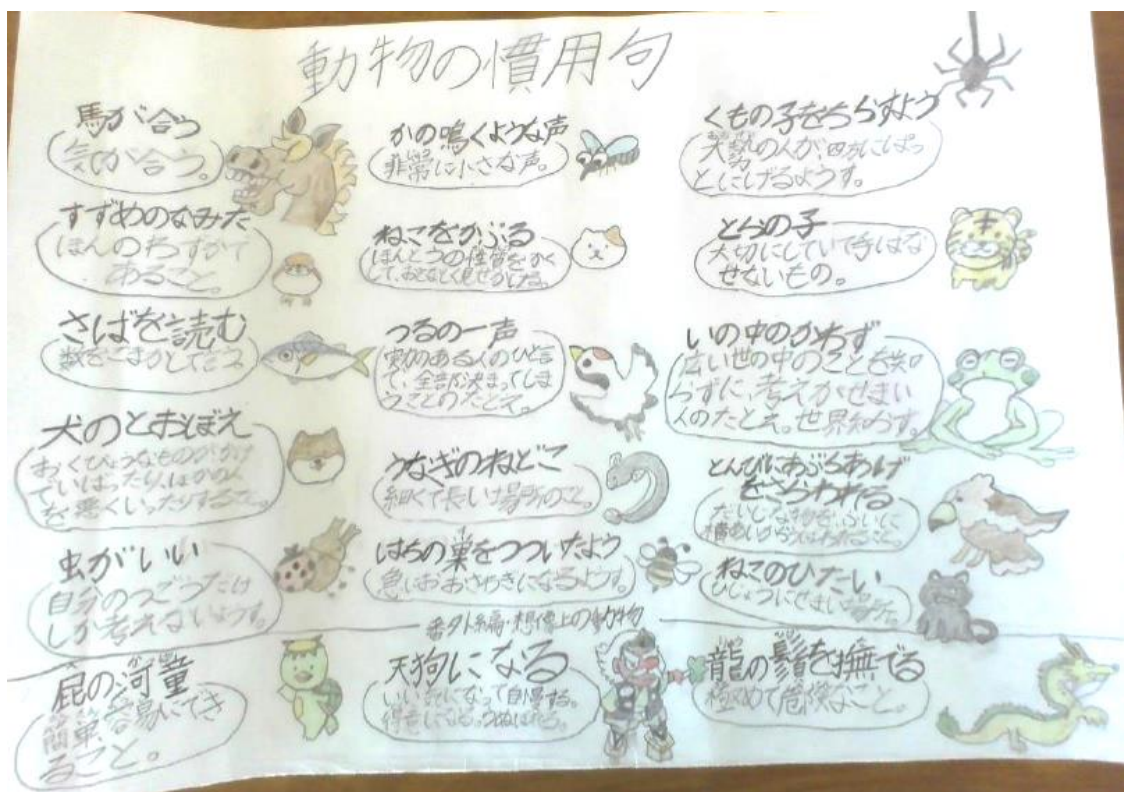 動物の慣用句
馬が合う
気が合う。
すずめのなみだ
ほんのわずかで
あること。
さばを読む
数をごまかして言う
犬のとおぼえ
おくびょうなものがかげ
でいばったり、ほかの人
を悪くいったりすること。
虫がいい
自分のつごうだけ
しか考えないようす。
かの鳴くような声
非常に小さな声。
ねこをかぶる
ほんとうの性質をかく
して、おとなしく見せかける。
つるの一声
実力のある人のひと言
で、全部が決まってしま
うことのたとえ。
うなぎのねどこ
細くて長い場所のこと。
はちの巣をつついたよう
急におおさわぎになるようす。
くもの子をちらすよう
大勢の人が、四方にぱっ
とにげるようす。
とらの子
大切にしていて手ばな
せないもの。
いの中のかわず
広い世の中のことを知
らずに、考えがせまい
人のたとえ。世界知らず。
とんびにあぶらあげ
をさらわれる
だいじな物を、ふいに
横あいからうばわれること。
ねこのひたい
ひじょうにせまい場所。
番外編・想像上の動物
屁の河童
簡単、容易にでき
ること。
天狗になる
いい気になって自慢する。
得意になる。うぬぼれる。
龍の鬚を撫でる
極めて危険なこと。